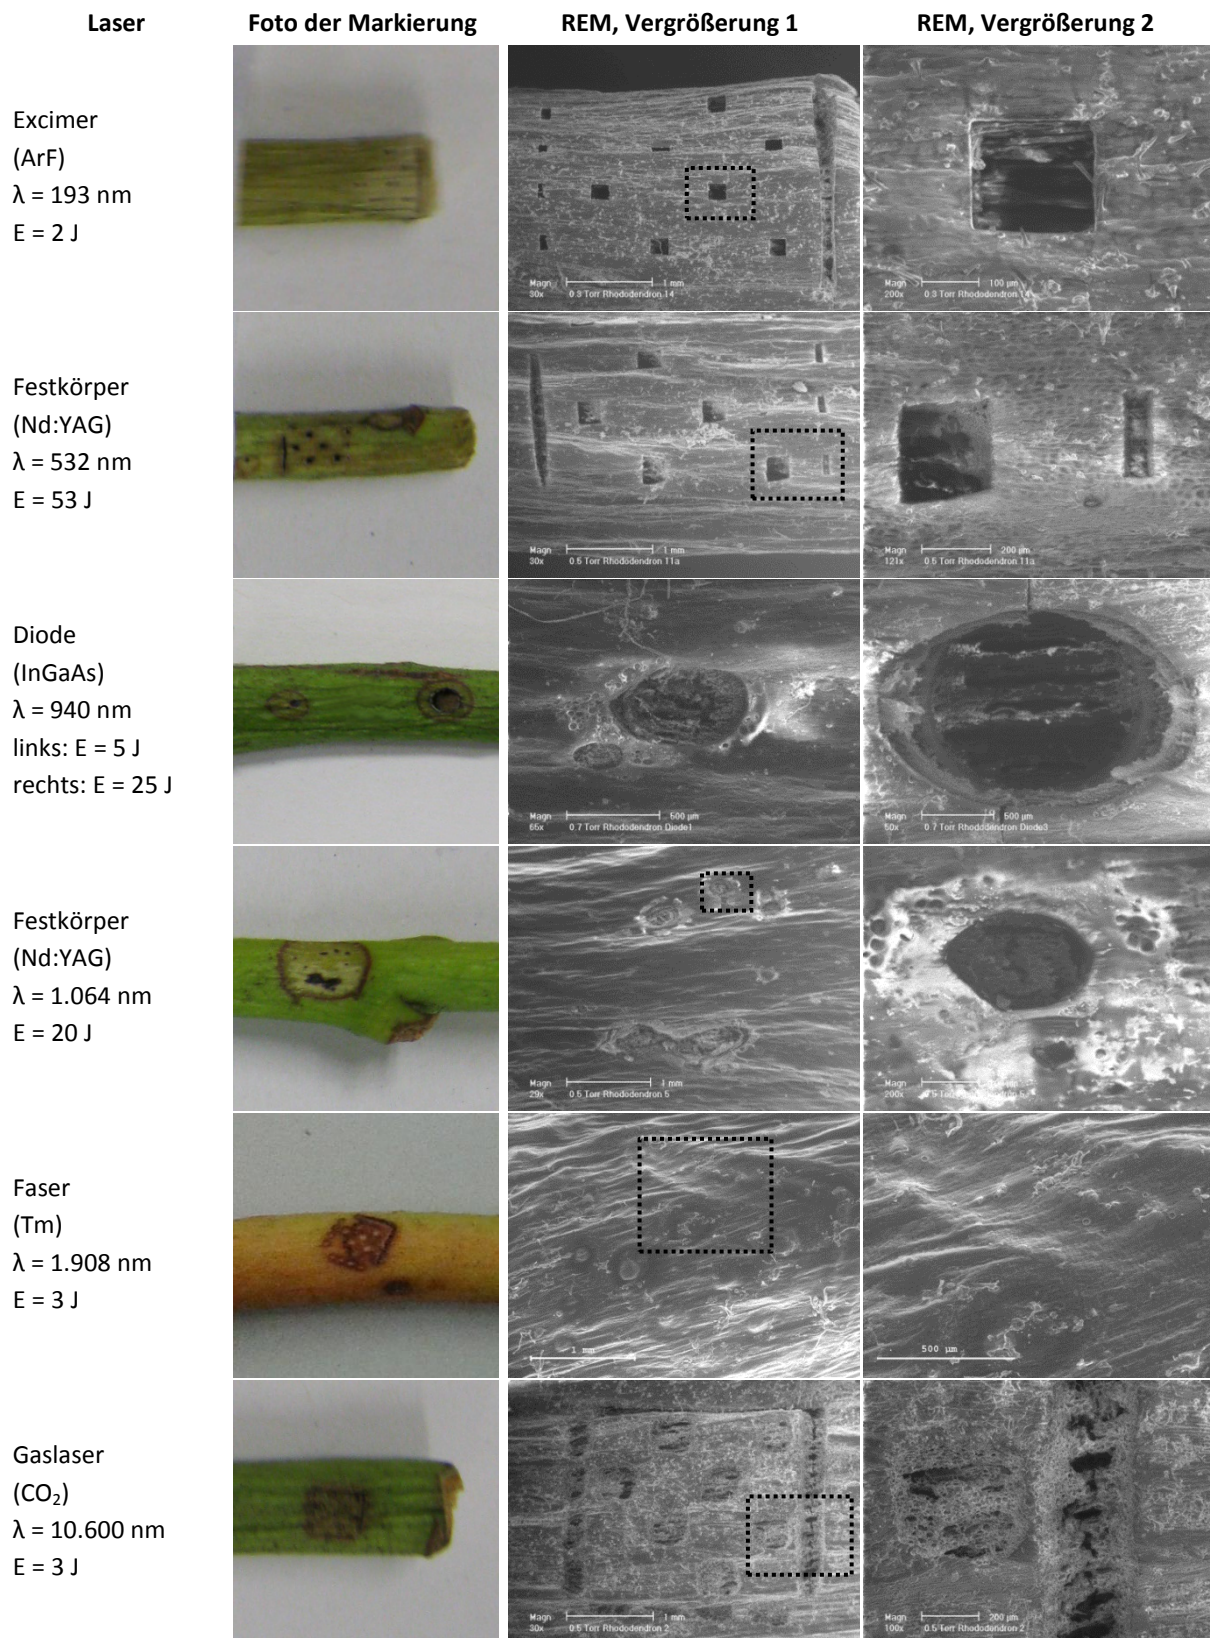 Laser Foto der Markierung REM, Vergrößerung 1 REM, Vergrößerung 2
Excimer
(ArF)
λ = 193 nm
E = 2 J
Magn 1 mm
30x 0.3 Torr Rhododendron 14
Magn 100 µm
200x 0.3 Torr Rhododendron 14
Festkörper
(Nd:YAG)
λ = 532 nm
E = 53 J
Magn 1 mm
30x 0.5 Torr Rhododendron 11a
Magn 200 µm
121x 0.5 Torr Rhododendron 11a
Diode
(InGaAs)
λ = 940 nm
links: E = 5 J
rechts: E = 25 J
Magn 500 µm
65x 0.7 Torr Rhododendron Diode1
Magn 500 µm
50x 0.7 Torr Rhododendron Diode3
Festkörper
(Nd:YAG)
λ = 1.064 nm
E = 20 J
Magn 1 mm
29x 0.5 Torr Rhododendron 5
Magn
200x Torr Rhododendron
Faser
(Tm)
λ = 1.908 nm
E = 3 J
1 mm
500 µm
Gaslaser
(CO₂)
λ = 10.600 nm
E = 3 J
Magn 1 mm
30x 0.5 Torr Rhododendron 2
Magn 200 µm
100x 0.5 Torr Rhododendron 2